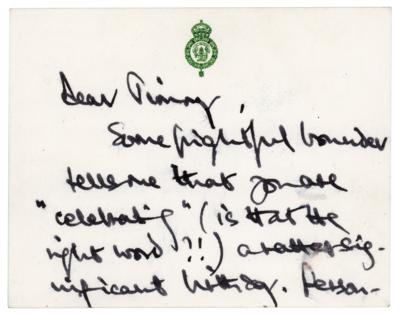 Dear Timmy,
Some frightful bounder
tells me that you are
"celebrating" (is that the
right word ?!!) a rather sig-
nificant birthday. Person-